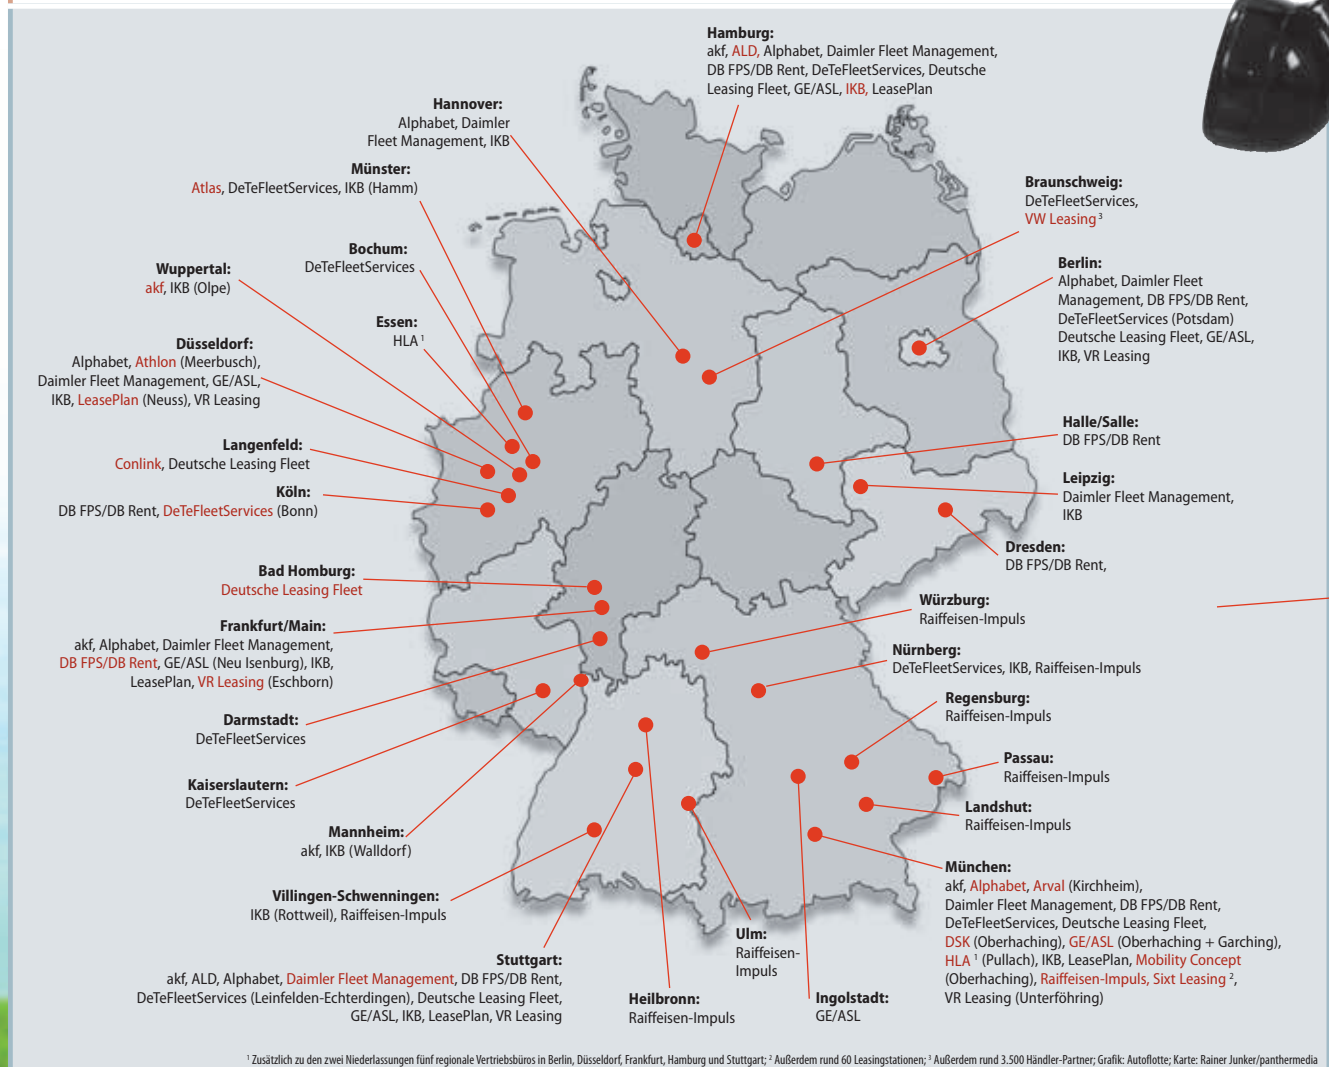 Hamburg:
akf, ALD, Alphabet, Daimler Fleet Management,
DB FPS/DB Rent, DeTeFleetServices, Deutsche
Leasing Fleet, GE/ASL, IKB, LeasePlan
Hannover:
Alphabet, Daimler
Fleet Management, IKB
Münster:
Atlas, DeTeFleetServices, IKB (Hamm)
Bochum:
DeTeFleetServices
Wuppertal:
akf, IKB (Olpe)
Essen:
HLA ¹
Düsseldorf:
Alphabet, Athlon (Meerbusch),
Daimler Fleet Management, GE/ASL,
IKB, LeasePlan (Neuss), VR Leasing
Langenfeld:
Conlink, Deutsche Leasing Fleet
Köln:
DB FPS/DB Rent, DeTeFleetServices (Bonn)
Bad Homburg:
Deutsche Leasing Fleet
Frankfurt/Main:
akf, Alphabet, Daimler Fleet Management,
DB FPS/DB Rent, GE/ASL (Neu Isenburg), IKB,
LeasePlan, VR Leasing (Eschborn)
Darmstadt:
DeTeFleetServices
Kaiserslautern:
DeTeFleetServices
Mannheim:
akf, IKB (Walldorf)
Villingen-Schwenningen:
IKB (Rottweil), Raiffeisen-Impuls
Stuttgart:
akf, ALD, Alphabet, Daimler Fleet Management, DB FPS/DB Rent,
DeTeFleetServices (Leinfelden-Echterdingen), Deutsche Leasing Fleet,
GE/ASL, IKB, LeasePlan, VR Leasing
Heilbronn:
Raiffeisen-Impuls
Ulm:
Raiffeisen-
Impuls
Ingolstadt:
GE/ASL
Braunschweig:
DeTeFleetServices,
VW Leasing ³
Berlin:
Alphabet, Daimler Fleet
Management, DB FPS/DB Rent,
DeTeFleetServices (Potsdam)
Deutsche Leasing Fleet, GE/ASL,
IKB, VR Leasing
Halle/Salle:
DB FPS/DB Rent
Leipzig:
Daimler Fleet Management,
IKB
Dresden:
DB FPS/DB Rent,
Würzburg:
Raiffeisen-Impuls
Nürnberg:
DeTeFleetServices, IKB, Raiffeisen-Impuls
Regensburg:
Raiffeisen-Impuls
Passau:
Raiffeisen-Impuls
Landshut:
Raiffeisen-Impuls
München:
akf, Alphabet, Arval (Kirchheim),
Daimler Fleet Management, DB FPS/DB Rent,
DeTeFleetServices, Deutsche Leasing Fleet,
DSK (Oberhaching), GE/ASL (Oberhaching + Garching),
HLA ¹ (Pullach), IKB, LeasePlan, Mobility Concept
(Oberhaching), Raiffeisen-Impuls, Sixt Leasing ²,
VR Leasing (Unterföhring)
¹ Zusätzlich zu den zwei Niederlassungen fünf regionale Vertriebsbüros in Berlin, Düsseldorf, Frankfurt, Hamburg und Stuttgart; ² Außerdem rund 60 Leasingstationen; ³ Außerdem rund 3.500 Händler-Partner; Grafik: Autoflotte; Karte: Rainer Junker/panthermedia